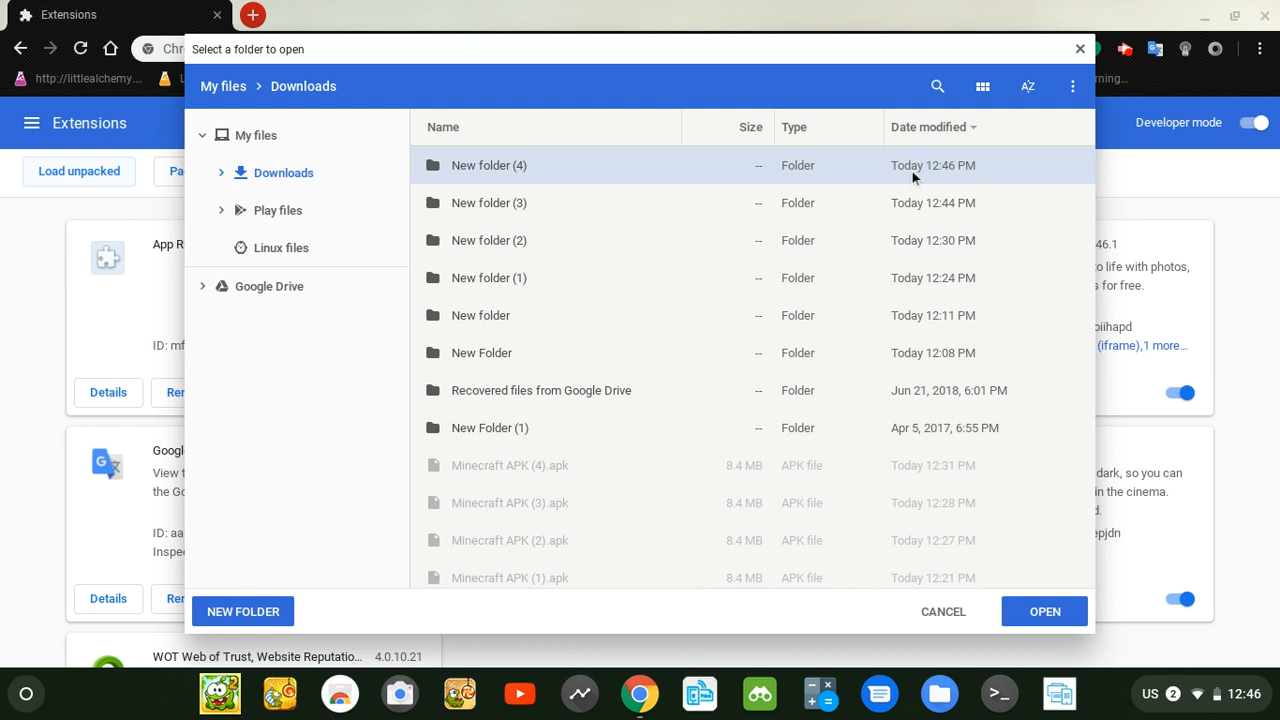 Extensions
Chr
Select a folder to open
http://littlealchemy....
L
rning...
My files > Downloads
Extensions
Developer mode
Load unpacked
Pa
My files
Downloads
Play files
Linux files
Google Drive
Name Size Type Date modified
New folder (4) -- Folder Today 12:46 PM
New folder (3) -- Folder Today 12:44 PM
New folder (2) -- Folder Today 12:30 PM
New folder (1) -- Folder Today 12:24 PM
New folder -- Folder Today 12:11 PM
New Folder -- Folder Today 12:08 PM
Recovered files from Google Drive -- Folder Jun 21, 2018, 6:01 PM
New Folder (1) -- Folder Apr 5, 2017, 6:55 PM
Minecraft APK (4).apk 8.4 MB APK file Today 12:31 PM
Minecraft APK (3).apk 8.4 MB APK file Today 12:28 PM
Minecraft APK (2).apk 8.4 MB APK file Today 12:27 PM
Minecraft APK (1).apk 8.4 MB APK file Today 12:21 PM
NEW FOLDER
CANCEL
OPEN
App R
ID: mf
Details
Rer
46.1
to life with photos,
s for free.
oiihapd
(iframe),1 more...
Googl
View t
the Go
ID: aa
Inspe
Details
Rer
dark, so you can
in the cinema.
d.
epjdn
WOT Web of Trust, Website Reputatio... 4.0.10.21
US 2 12:46